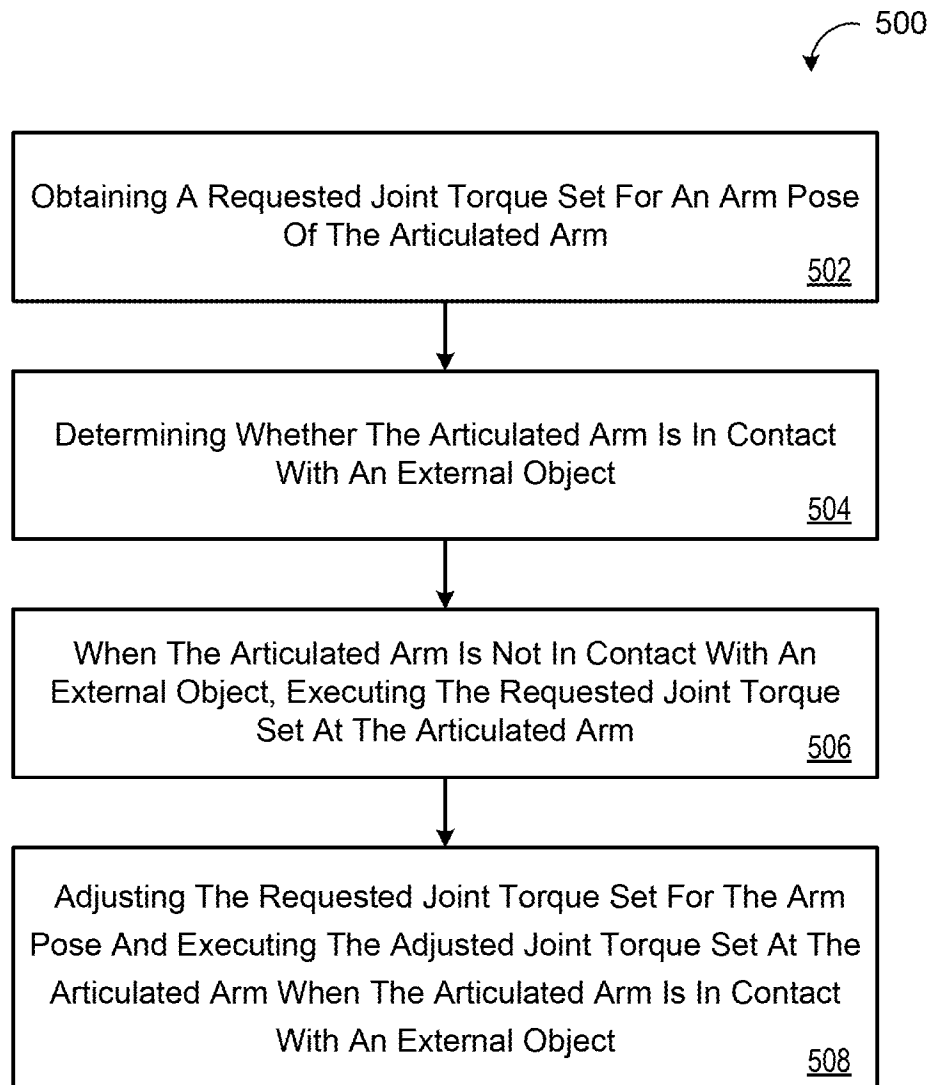 500
Obtaining A Requested Joint Torque Set For An Arm Pose
Of The Articulated Arm
502
Determining Whether The Articulated Arm Is In Contact
With An External Object
504
When The Articulated Arm Is Not In Contact With An
External Object, Executing The Requested Joint Torque
Set At The Articulated Arm
506
Adjusting The Requested Joint Torque Set For The Arm
Pose And Executing The Adjusted Joint Torque Set At The
Articulated Arm When The Articulated Arm Is In Contact
With An External Object
508